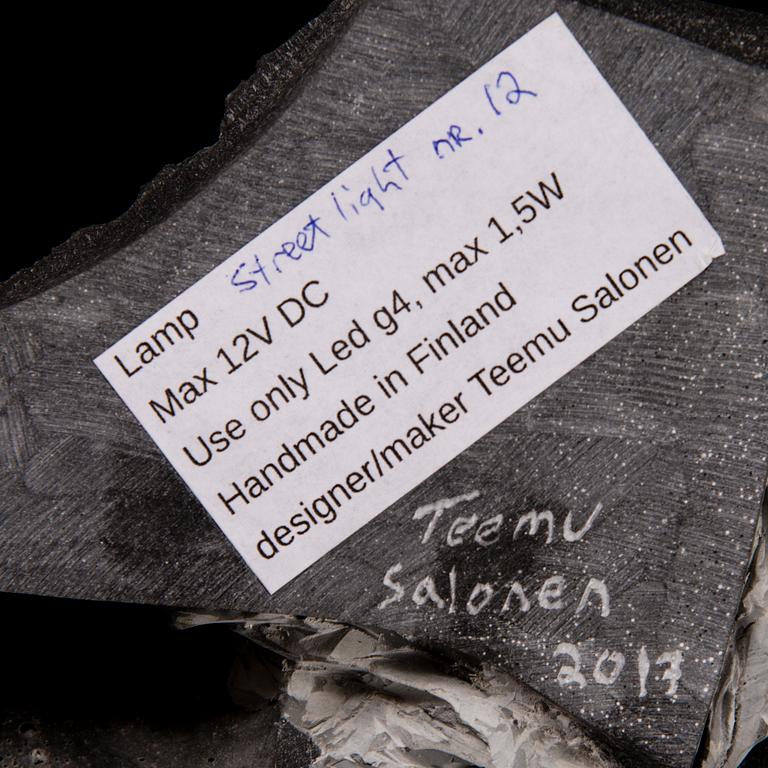 Lamp street light nr. 12
Max 12V DC
Use only Led g4, max 1,5W
Handmade in Finland
designer/maker Teemu Salonen
Teemu
Salonen
2017